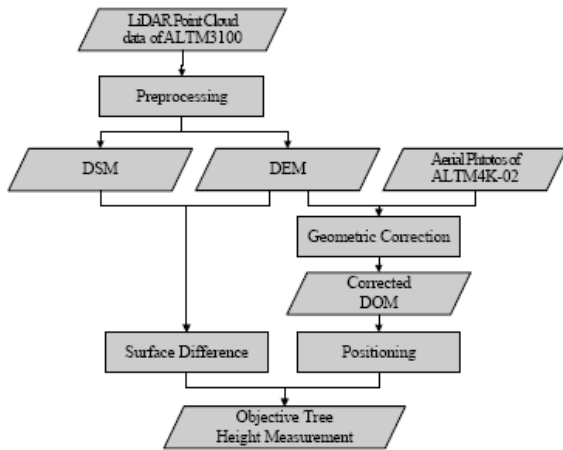 LiDAR Point Cloud
data of ALTM3100
Preprocessing
DSM
DEM
Aerial Phtotos of
ALTM4K-02
Geometric Correction
Corrected
DOM
Surface Difference
Positioning
Objective Tree
Height Measurement